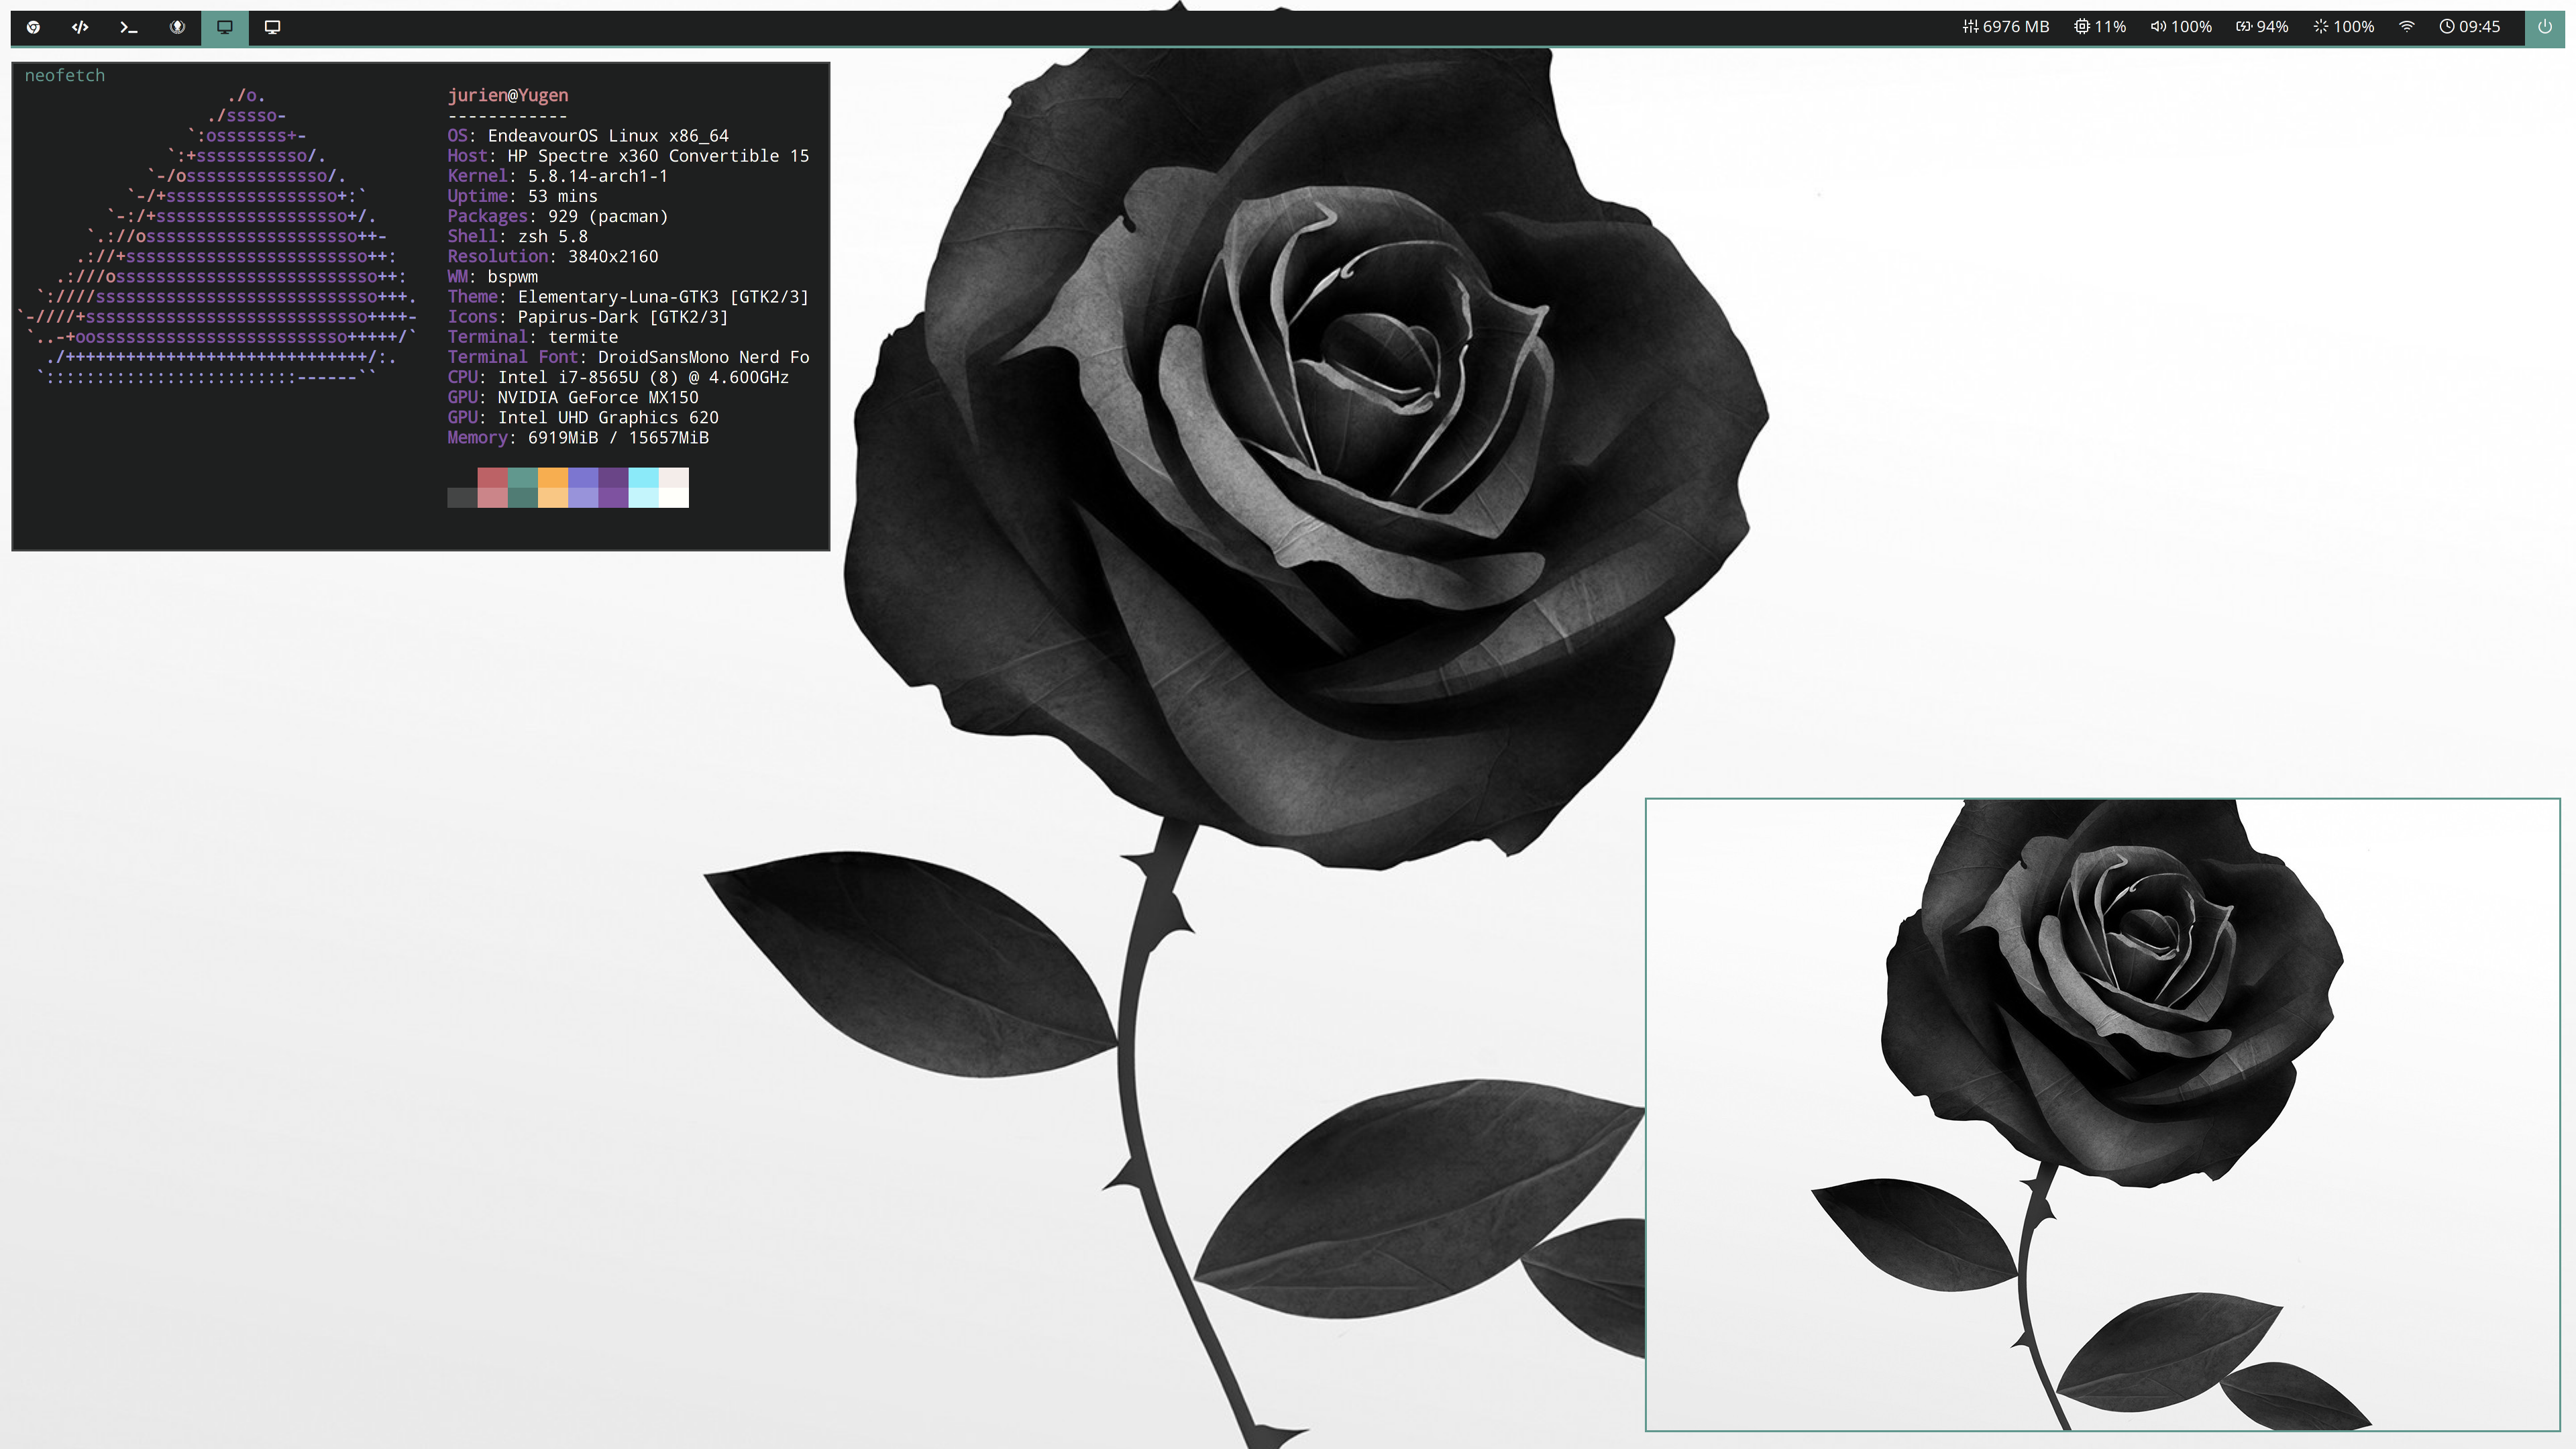 6976 MB 11% 100% 94% 100% 09:45
neofetch
./o.
./sssso-
`:osssssss+-
`:+sssssssssso/.
`-/ossssssssssssso/.
`-/+sssssssssssssssso+:`
`-:/+sssssssssssssssssso+/.
`.://osssssssssssssssssssso++-
.://+ssssssssssssssssssssssso++:
.:///ossssssssssssssssssssssssso++:
`:////ssssssssssssssssssssssssssso+++.
`-////+ssssssssssssssssssssssssssso++++-
`..-+oosssssssssssssssssssssssso+++++/`
./++++++++++++++++++++++++++++++/:.
`:::::::::::::::::::::::::------``
jurien@Yugen
------------
OS: EndeavourOS Linux x86_64
Host: HP Spectre x360 Convertible 15
Kernel: 5.8.14-arch1-1
Uptime: 53 mins
Packages: 929 (pacman)
Shell: zsh 5.8
Resolution: 3840x2160
WM: bspwm
Theme: Elementary-Luna-GTK3 [GTK2/3]
Icons: Papirus-Dark [GTK2/3]
Terminal: termite
Terminal Font: DroidSansMono Nerd Fo
CPU: Intel i7-8565U (8) @ 4.600GHz
GPU: NVIDIA GeForce MX150
GPU: Intel UHD Graphics 620
Memory: 6919MiB / 15657MiB